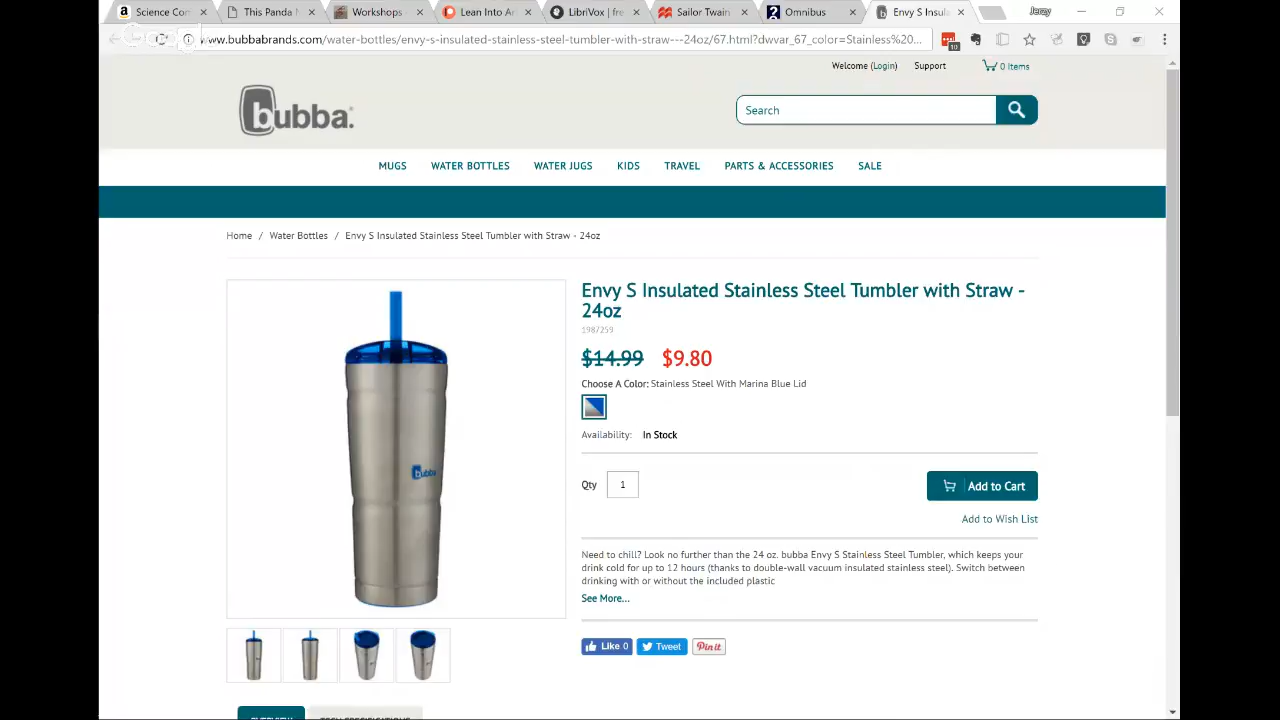 Science Com
This Panda
Workshops
Lean Into Ar
LibriVox | fre
Sailor Twain
Omnibus
Envy S Insula
Jerzy
www.bubbabrands.com/water-bottles/envy-s-insulated-stainless-steel-tumbler-with-straw---24oz/67.html?dwvar_67_color=Stainless%20...
10
Welcome (Login)
Support
0 Items
bubba.
Search
MUGS
WATER BOTTLES
WATER JUGS
KIDS
TRAVEL
PARTS & ACCESSORIES
SALE
Home / Water Bottles / Envy S Insulated Stainless Steel Tumbler with Straw - 24oz
bubba
Envy S Insulated Stainless Steel Tumbler with Straw -
24oz
1987259
$14.99 $9.80
Choose A Color: Stainless Steel With Marina Blue Lid
Availability: In Stock
Qty 1
Add to Cart
Add to Wish List
Need to chill? Look no further than the 24 oz. bubba Envy S Stainless Steel Tumbler, which keeps your
drink cold for up to 12 hours (thanks to double-wall vacuum insulated stainless steel). Switch between
drinking with or without the included plastic
See More...
Like 0
Tweet
Pin it
OVERVIEW
TECH SPECIFICATIONS